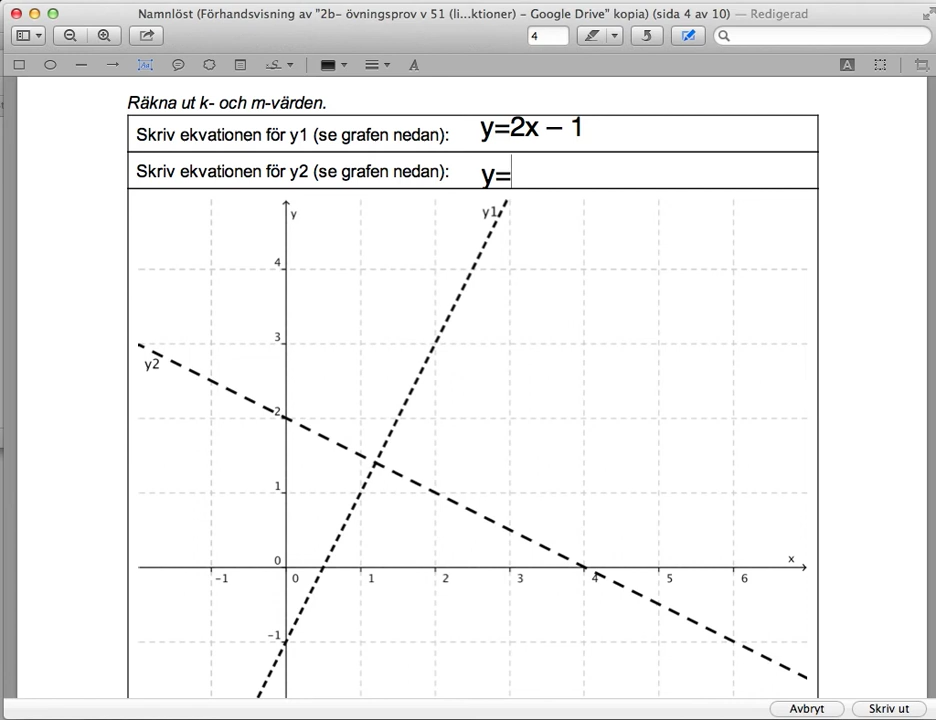 Namnlöst (Förhandsvisning av "2b- övningsprov v 51 (li...ktioner) – Google Drive" kopia) (sida 4 av 10) — Redigerad
4
Aa
A
A
Räkna ut k- och m-värden.
Skriv ekvationen för y1 (se grafen nedan): y=2x – 1
Skriv ekvationen för y2 (se grafen nedan): y=
y y1
4
3
y2
2
1
0 x
-1 0 1 2 3 4 5 6
-1
Avbryt Skriv ut